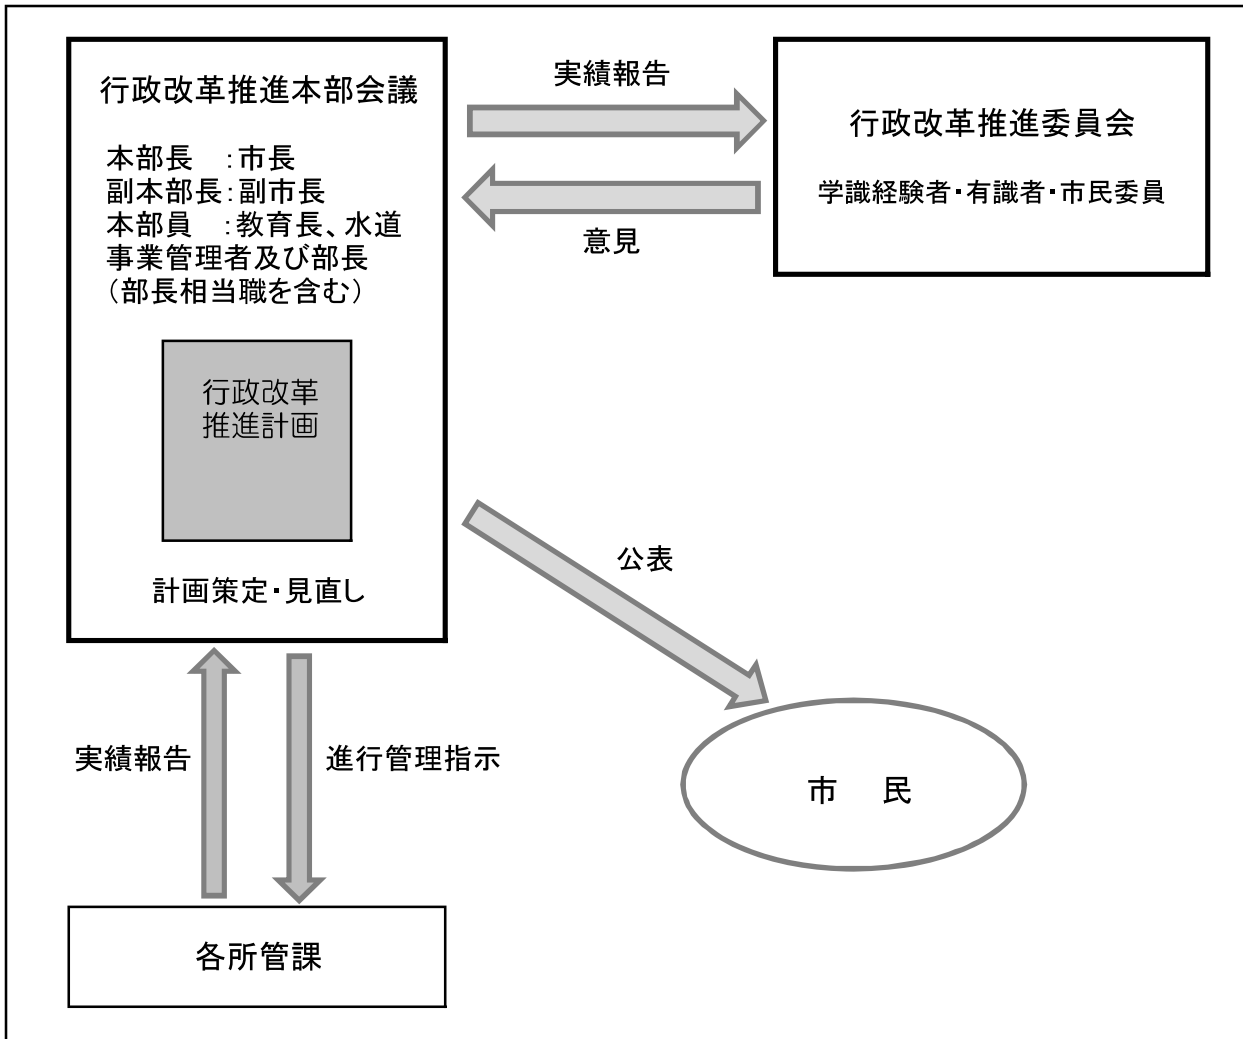 行政改革推進本部会議
本部長　:市長
副本部長:副市長
本部員　:教育長、水道
事業管理者及び部長
(部長相当職を含む)
行政改革
推進計画
計画策定・見直し
実績報告
意見
行政改革推進委員会
学識経験者・有識者・市民委員
公表
市　民
実績報告
進行管理指示
各所管課